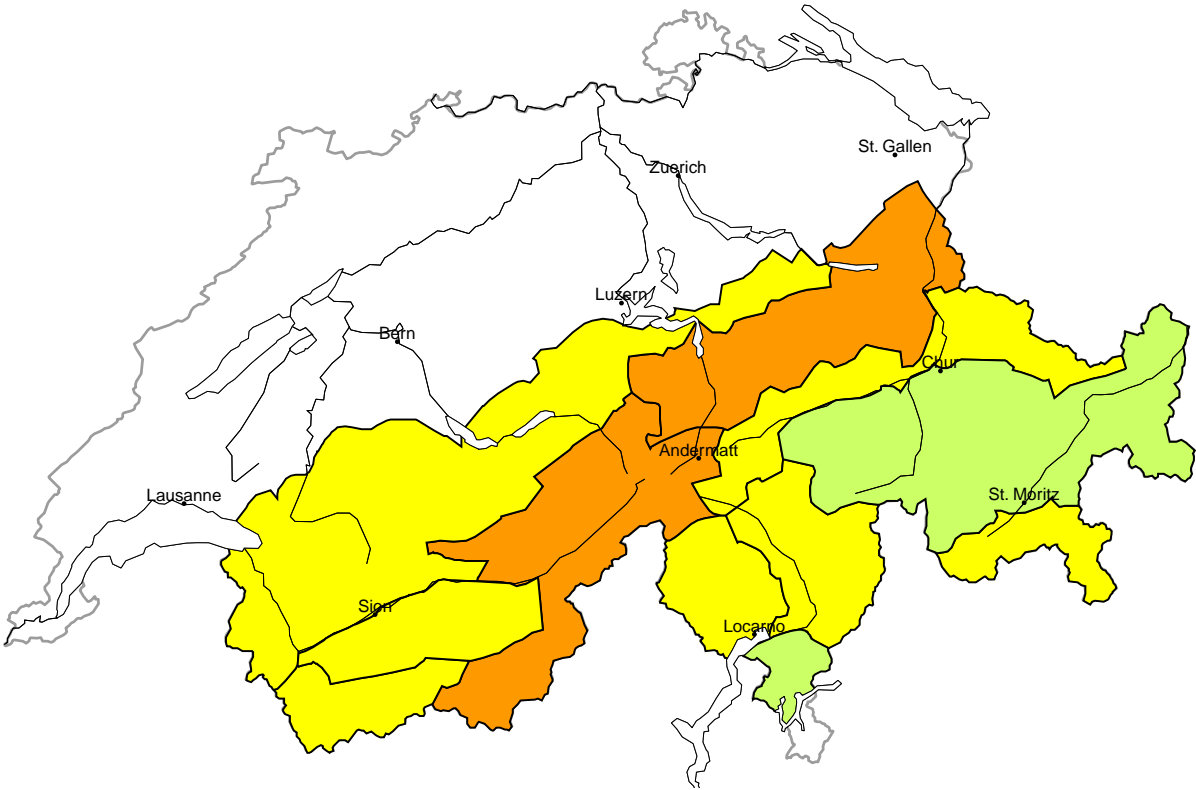 St. Gallen
Zuerich
Luzern
Bern
Chur
Andermatt
Lausanne
St. Moritz
Sion
Locarno